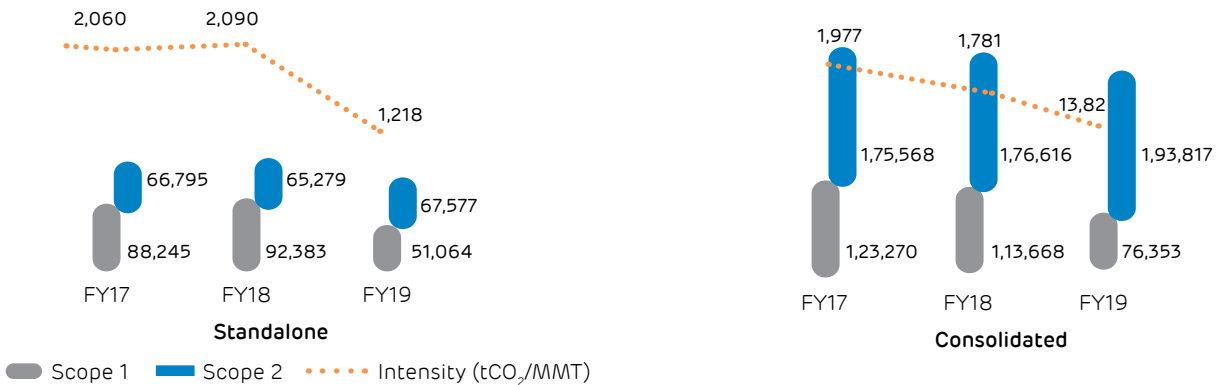 2,060
2,090
1,218
66,795
65,279
67,577
88,245
92,383
51,064
FY17
FY18
FY19
Standalone
1,977
1,781
13,82
1,75,568
1,76,616
1,93,817
1,23,270
1,13,668
76,353
FY17
FY18
FY19
Consolidated
Scope 1
Scope 2
Intensity (tCO₂/MMT)